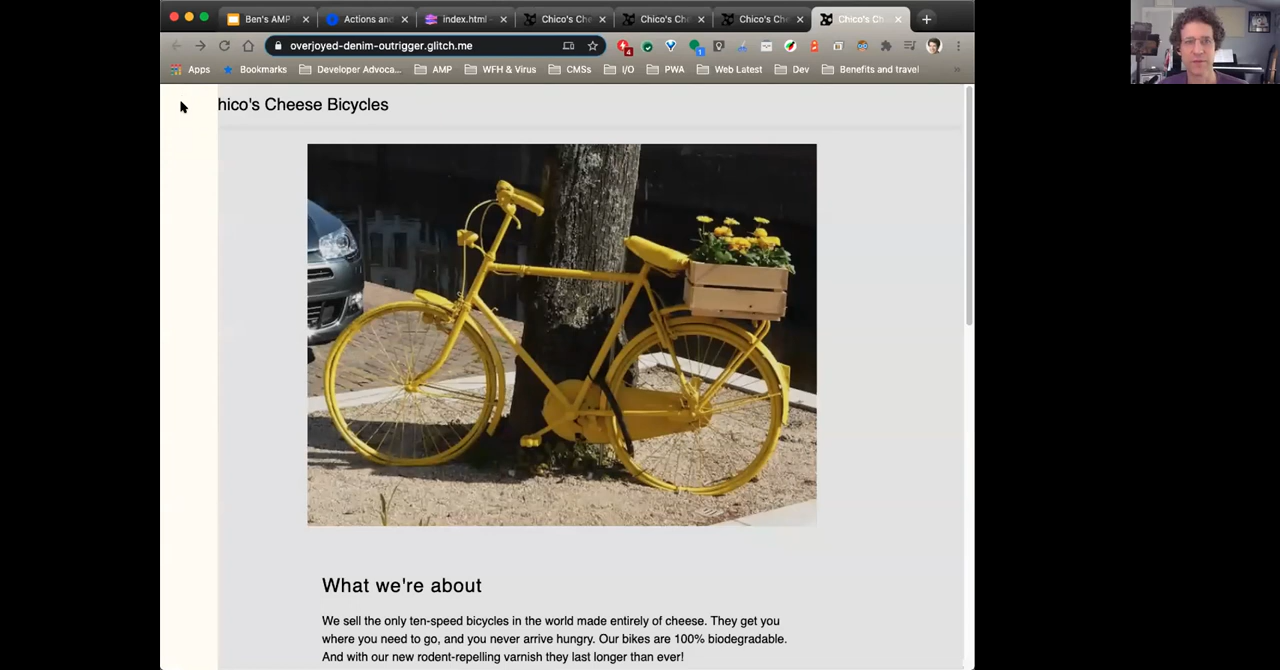 Ben's AMP
Actions and
index.html -
Chico's Che
Chico's Che
Chico's Che
Chico's Ch
overjoyed-denim-outrigger.glitch.me
4
1
Apps
Bookmarks
Developer Advoca...
AMP
WFH & Virus
CMSs
I/O
PWA
Web Latest
Dev
Benefits and travel
»
hico's Cheese Bicycles
What we're about
We sell the only ten-speed bicycles in the world made entirely of cheese. They get you
where you need to go, and you never arrive hungry. Our bikes are 100% biodegradable.
And with our new rodent-repelling varnish they last longer than ever!